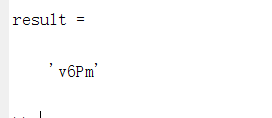 result =
'v6Pm'